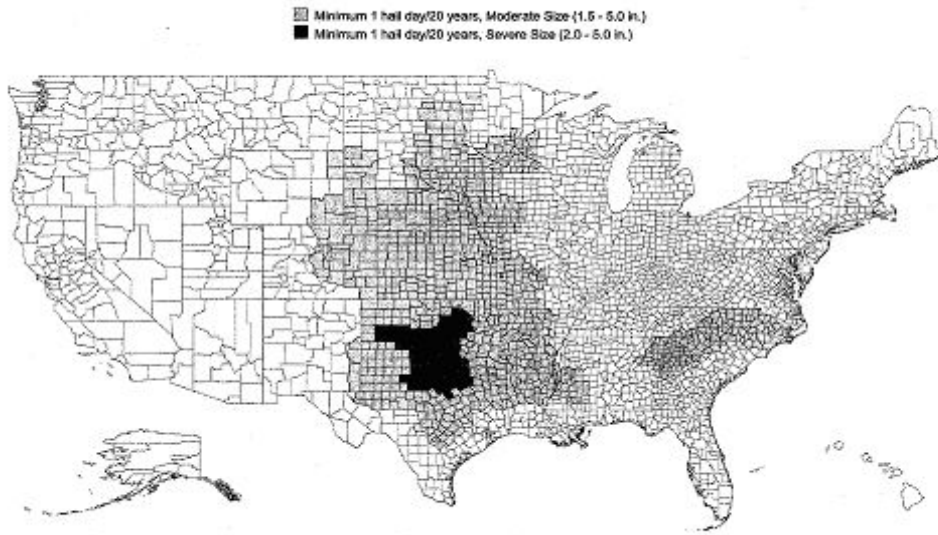 Minimum 1 hail day/20 years, Moderate Size (1.5 - 5.0 in.)
Minimum 1 hail day/20 years, Severe Size (2.0 - 5.0 in.)